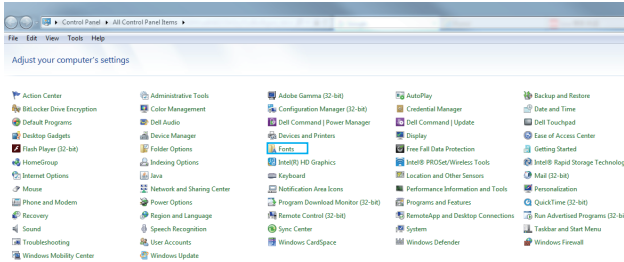 Control Panel ▸ All Control Panel Items ▸
File Edit View Tools Help
Adjust your computer's settings
Action Center Administrative Tools Adobe Gamma (32-bit) AutoPlay Backup and Restore
BitLocker Drive Encryption Color Management Configuration Manager (32-bit) Credential Manager Date and Time
Default Programs Dell Audio Dell Command | Power Manager Dell Command | Update Dell Touchpad
Desktop Gadgets Device Manager Devices and Printers Display Ease of Access Center
Flash Player (32-bit) Folder Options Fonts Free Fall Data Protection Getting Started
HomeGroup Indexing Options Intel(R) HD Graphics Intel® PROSet/Wireless Tools Intel® Rapid Storage Technolog
Internet Options Java Keyboard Location and Other Sensors Mail (32-bit)
Mouse Network and Sharing Center Notification Area Icons Performance Information and Tools Personalization
Phone and Modem Power Options Program Download Monitor (32-bit) Programs and Features QuickTime (32-bit)
Recovery Region and Language Remote Control (32-bit) RemoteApp and Desktop Connections Run Advertised Programs (32-bi
Sound Speech Recognition Sync Center System Taskbar and Start Menu
Troubleshooting User Accounts Windows CardSpace Windows Defender Windows Firewall
Windows Mobility Center Windows Update